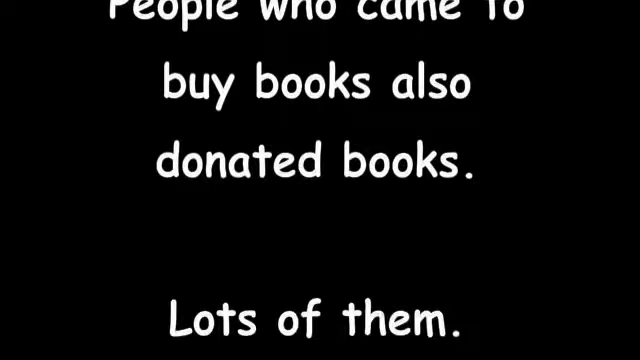 People who came to
buy books also
donated books.
Lots of them.